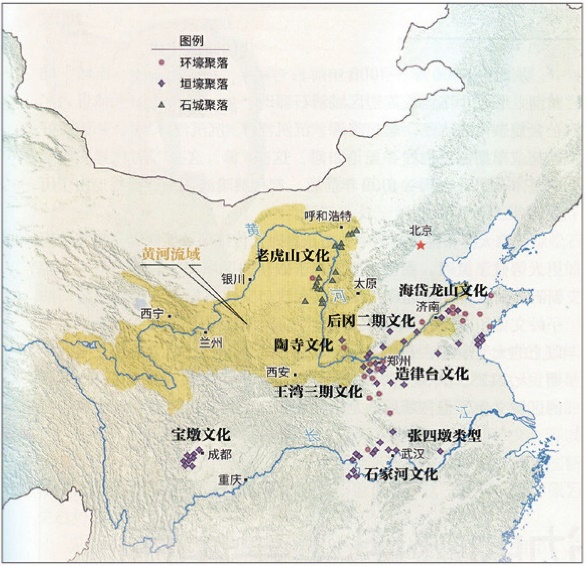 图例
环壕聚落
垣壕聚落
石城聚落
呼和浩特
北京
黄
老虎山文化
黄河流域
银川
河
太原
海岱龙山文化
济南
西宁
后冈二期文化
兰州
陶寺文化
郑州
西安
造律台文化
王湾三期文化
宝墩文化
成都
长
江
张四墩类型
武汉
石家河文化
重庆